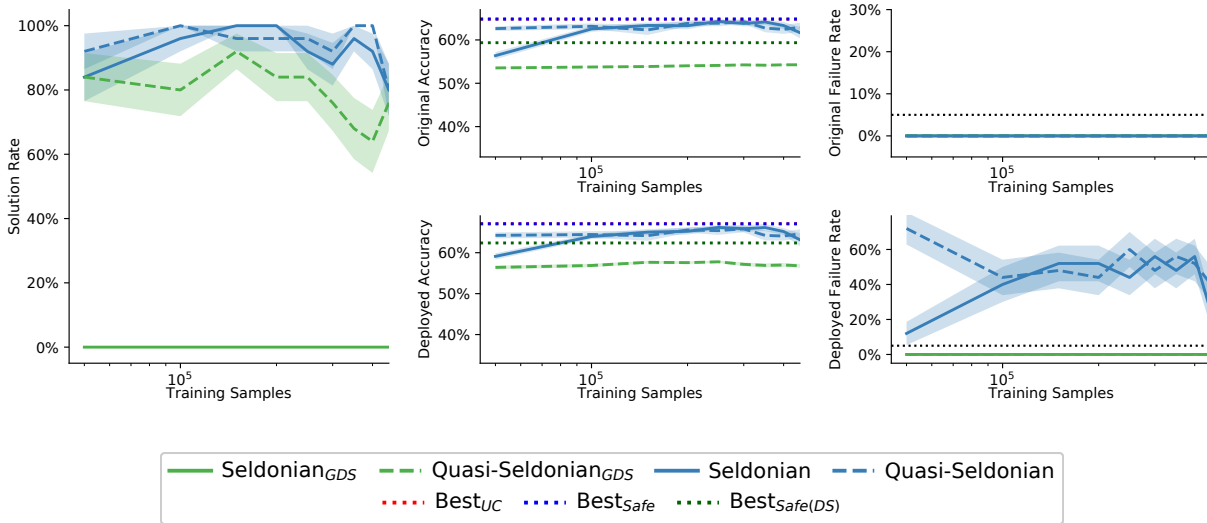 100%
80%
60%
40%
20%
0%
Solution Rate
10^5
Training Samples
60%
50%
40%
Original Accuracy
10^5
Training Samples
30%
20%
10%
0%
Original Failure Rate
10^5
Training Samples
60%
50%
40%
Deployed Accuracy
10^5
Training Samples
60%
40%
20%
0%
Deployed Failure Rate
10^5
Training Samples
Seldonian_GDS Quasi-Seldonian_GDS Seldonian Quasi-Seldonian
Best_UC Best_Safe Best_Safe(DS)